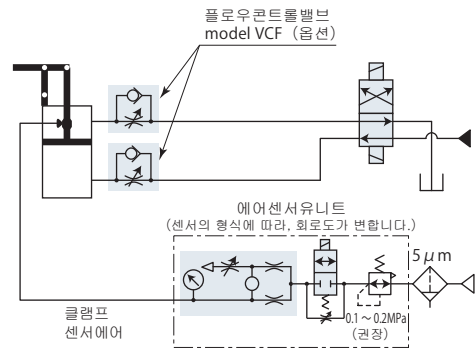 플로우컨트롤밸브
model VCF (옵션)
에어센서유니트
(센서의 형식에 따라, 회로도가 변합니다.)
5μm
0.1～0.2MPa
(권장)
클램프
센서에어